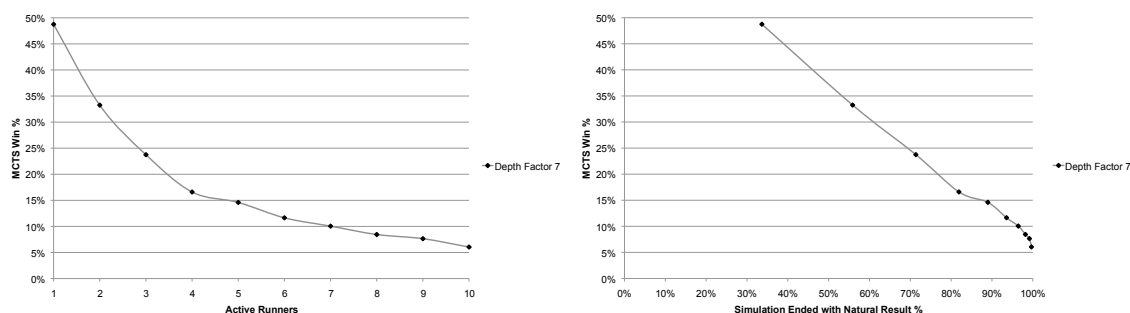 50%
45%
40%
35%
30%
25%
20%
15%
10%
5%
0%
MCTS Win %
1 2 3 4 5 6 7 8 9 10
Active Runners
Depth Factor 7
50%
45%
40%
35%
30%
25%
20%
15%
10%
5%
0%
MCTS Win %
0% 10% 20% 30% 40% 50% 60% 70% 80% 90% 100%
Simulation Ended with Natural Result %
Depth Factor 7